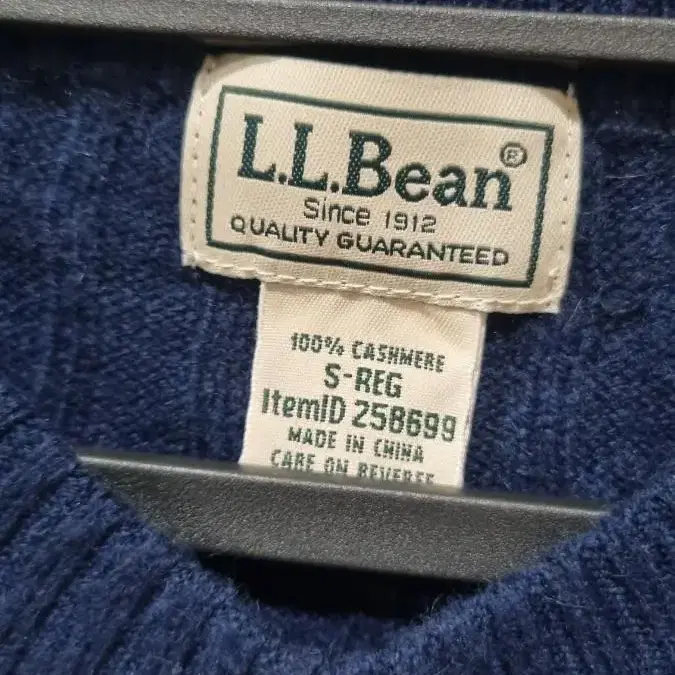 L.L.Bean®
Since 1912
QUALITY GUARANTEED
100% CASHMERE
S-REG
ItemID 258699
MADE IN CHINA
CARE ON REVERSE